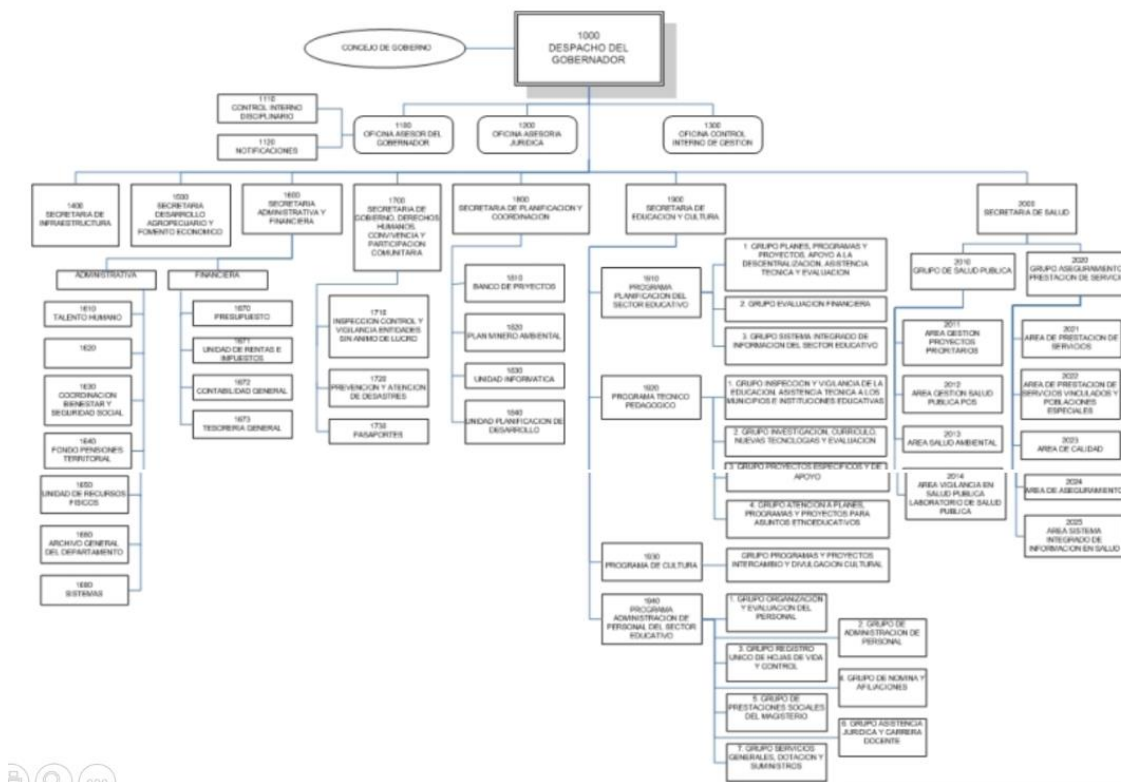 1000
DESPACHO DEL
GOBERNADOR
CONCEJO DE GOBIERNO
1110
CONTROL INTERNO
DISCIPLINARIO
1120
NOTIFICACIONES
1100
OFICINA ASESOR DEL
GOBERNADOR
1200
OFICINA ASESORIA
JURIDICA
1300
OFICINA CONTROL
INTERNO DE GESTION
1400
SECRETARIA DE
INFRAESTRUCTURA
1500
SECRETARIA
DESARROLLO
AGROPECUARIO Y
FOMENTO ECONOMICO
1600
SECRETARIA
ADMINISTRATIVA Y
FINANCIERA
1700
SECRETARIA DE
GOBIERNO, DERECHOS
HUMANOS,
CONVIVENCIA Y
PARTICIPACION
COMUNITARIA
1800
SECRETARIA DE PLANIFICACION Y
COORDINACION
1900
SECRETARIA DE
EDUCACION Y CULTURA
2000
SECRETARIA DE SALUD
ADMINISTRATIVA
1610
TALENTO HUMANO
1620
1630
COORDINACION
BIENESTAR Y
SEGURIDAD SOCIAL
1640
FONDO PENSIONES
TERRITORIAL
1650
UNIDAD DE RECURSOS
FISICOS
1660
ARCHIVO GENERAL
DEL DEPARTAMENTO
1680
SISTEMAS
FINANCIERA
1670
PRESUPUESTO
1671
UNIDAD DE RENTAS E
IMPUESTOS
1672
CONTABILIDAD GENERAL
1673
TESORERIA GENERAL
1710
INSPECCION CONTROL Y
VIGILANCIA ENTIDADES
SIN ANIMO DE LUCRO
1720
PREVENCION Y ATENCION
DE DESASTRES
1730
PASAPORTES
1810
BANCO DE PRIYECTOS
1820
PLAN MINERO AMBIENTAL
1830
UNIDAD INFORMATICA
1840
UNIDAD PLANIFICACION DE
DESARROLLO
1910
PROGRAMA
PLANIFICACION DEL
SECTOR EDUCATIVO
1. GRUPO PLANES, PROGRAMAS Y
PROYECTOS, APOYO A LA
DESCENTRALIZACION, ASISTENCIA
TECNICA Y EVALUACION
2. GRUPO EVALUACION FINANCIERA
3. GRUPO SISTEMA INTEGRADO DE
INFORMACION DEL SECTOR EDUCATIVO
1920
PROGRAMA TECNICO
PEDAGOGICO
1. GRUPO INSPECCION Y VIGILANCIA DE LA
EDUCACION, ASISTENCIA TECNICA A LOS
MUNICIPIOS E INSTITUCIONES EDUCATIVAS
2. GRUPO INVESTIGACION, CURRICULO,
NUEVAS TECNOLOGIAS Y EVALUACION
3. GRUPO PROYECTOS ESPECIFICOS Y DE
APOYO
4. GRUPO ATENCION A PLANES,
PROGRAMAS Y PROYECTOS PARA
ASUNTOS ETNOEDUCATIVOS
1930
PROGRAMA DE CULTURA
GRUPO PROGRAMAS Y PROYECTOS
INTERCAMBIO Y DIVULGACION CULTURAL
1940
PROGRAMA
ADMINISTRACION DE
PERSONAL DEL SECTOR
EDUCATIVO
1. GRUPO ORGANIZACIÓN
Y EVALUACION DEL
PERSONAL
2. GRUPO DE
ADMINISTRACION DE
PERSONAL
3. GRUPO REGISTRO
UNICO DE HOJAS DE VIDA
Y CONTROL
GRUPO DE NOMINA Y
AFILIACIONES
5. GRUPO DE
PRESTACIONES SOCIALES
DEL MAGISTERIO
6. GRUPO ASISTENCIA
JURIDICA Y CARRERA
DOCENTE
7. GRUPO SERVICIOS
GENERALES, DOTACION Y
SUMINISTROS
2010
GRUPO DE SALUD PUBLICA
2011
AREA GESTION
PROYECTOS
PRIORITARIOS
2012
AREA GESTION SALUD
PUBLICA POS
2013
AREA SALUD AMBIENTAL
2014
AREA VIGILANCIA EN
SALUD PUBLICA
LABORATORIO DE SALUD
PUBLICA
2020
GRUPO ASEGURAMIENTO
PRESTACION DE SERVICIO
2021
AREA DE PRESTACION DE
SERVICIOS
2022
AREA DE PRESTACION DE
SERVICIOS VINCULADOS Y
POBLACIONES
ESPECIALES
2023
AREA DE CALIDAD
2024
AREA DE ASEGURAMIENTO
2025
AREA SISTEMA
INTEGRADO DE
INFORMACION EN SALUD